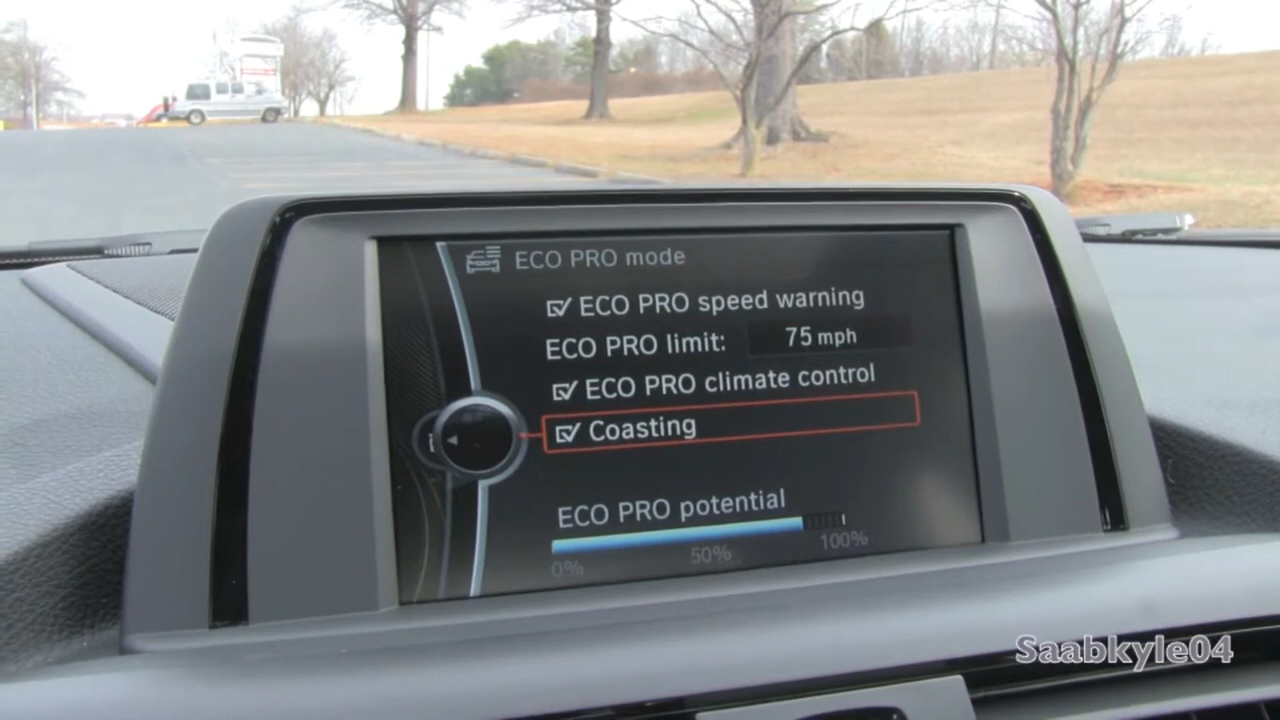 ECO PRO mode
ECO PRO speed warning
ECO PRO limit: 75 mph
ECO PRO climate control
Coasting
ECO PRO potential
0% 50% 100%
Saabkyle04